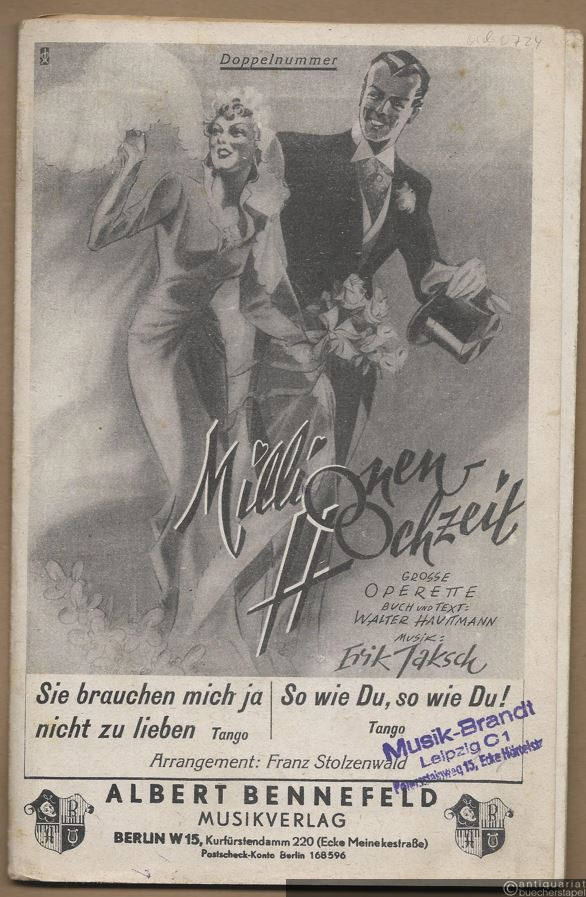 Doppelnummer
Millionen
Hochzeit
GROSSE
OPERETTE
BUCH UND TEXT:
WALTER HAUTTMANN
MUSIK:
Erik Jaksch
Sie brauchen mich ja
nicht zu lieben Tango
So wie Du, so wie Du!
Tango
Arrangement: Franz Stolzenwald
Musik-Brandt
Leipzig C 1
15, Ecke
ALBERT BENNEFELD
MUSIKVERLAG
BERLIN W 15, Kurfürstendamm 220 (Ecke Meinekestraße)
Postscheck-Konto Berlin 168596
© antiquariat
buecherstapel